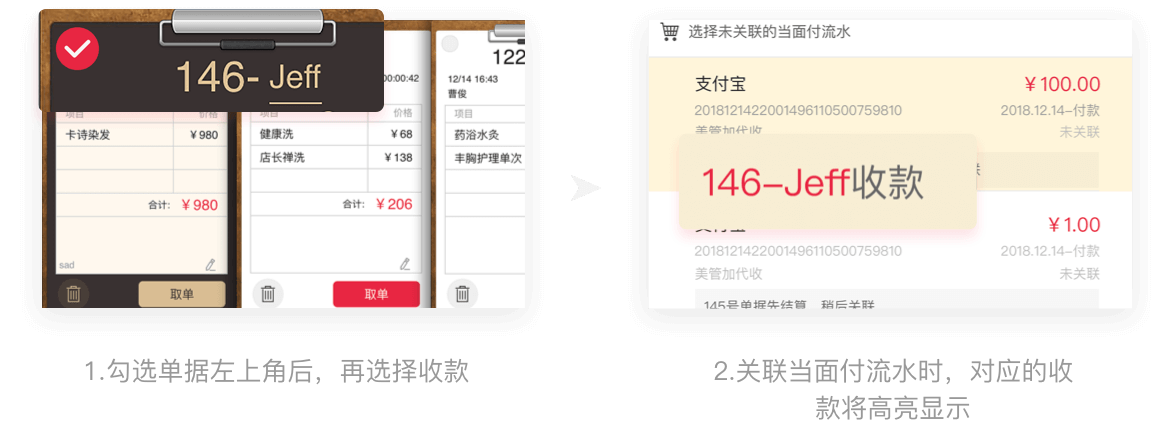 146- Jeff
00:00:42
项目
价格
卡诗染发
￥980
合计: ￥980
sad
取单
项目
价格
健康洗
￥68
店长禅洗
￥138
合计: ￥206
取单
122
12/14 16:43
曹俊
项目
药浴水灸
丰胸护理单次
选择未关联的当面付流水
支付宝
￥100.00
2018121422001496110500759810
2018.12.14-付款
美管加代收
未关联
146-Jeff收款
支付宝
￥1.00
2018121422001496110500759810
2018.12.14-付款
美管加代收
未关联
145号单据先结算，稍后关联
1.勾选单据左上角后，再选择收款
2.关联当面付流水时，对应的收
款将高亮显示